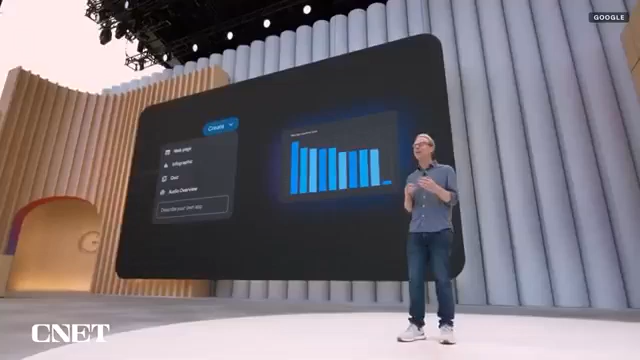 GOOGLE
Create
Web page
Infographic
Quiz
Audio Overview
Describe your own app
CNET